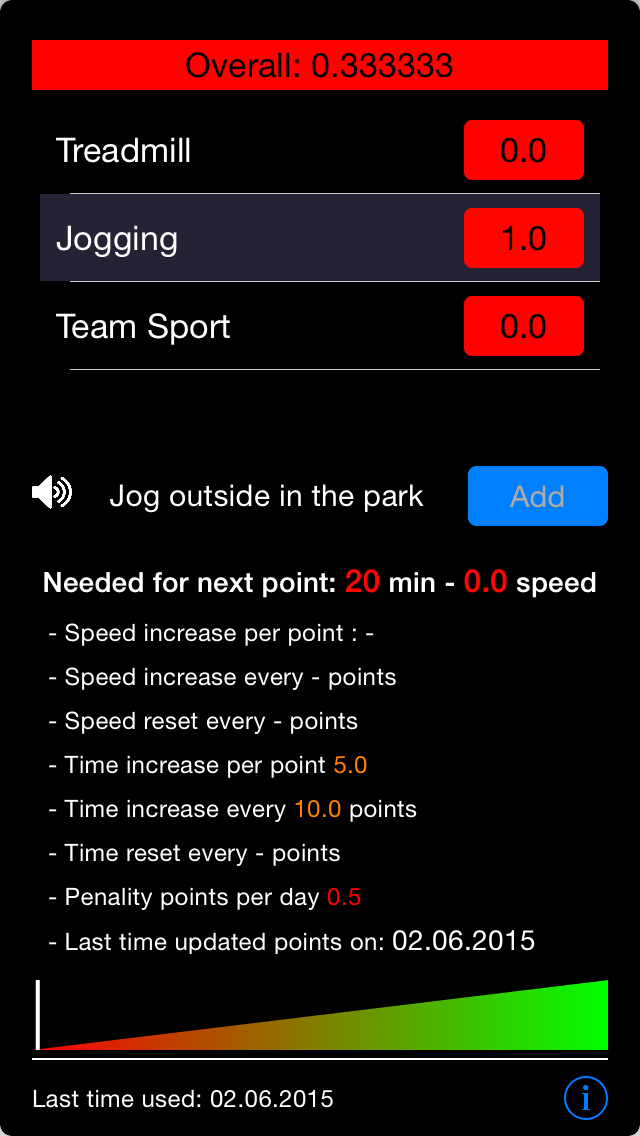 Overall: 0.333333
Treadmill 0.0
Jogging 1.0
Team Sport 0.0
Jog outside in the park Add
Needed for next point: 20 min - 0.0 speed
- Speed increase per point : -
- Speed increase every - points
- Speed reset every - points
- Time increase per point 5.0
- Time increase every 10.0 points
- Time reset every - points
- Penality points per day 0.5
- Last time updated points on: 02.06.2015
Last time used: 02.06.2015 i